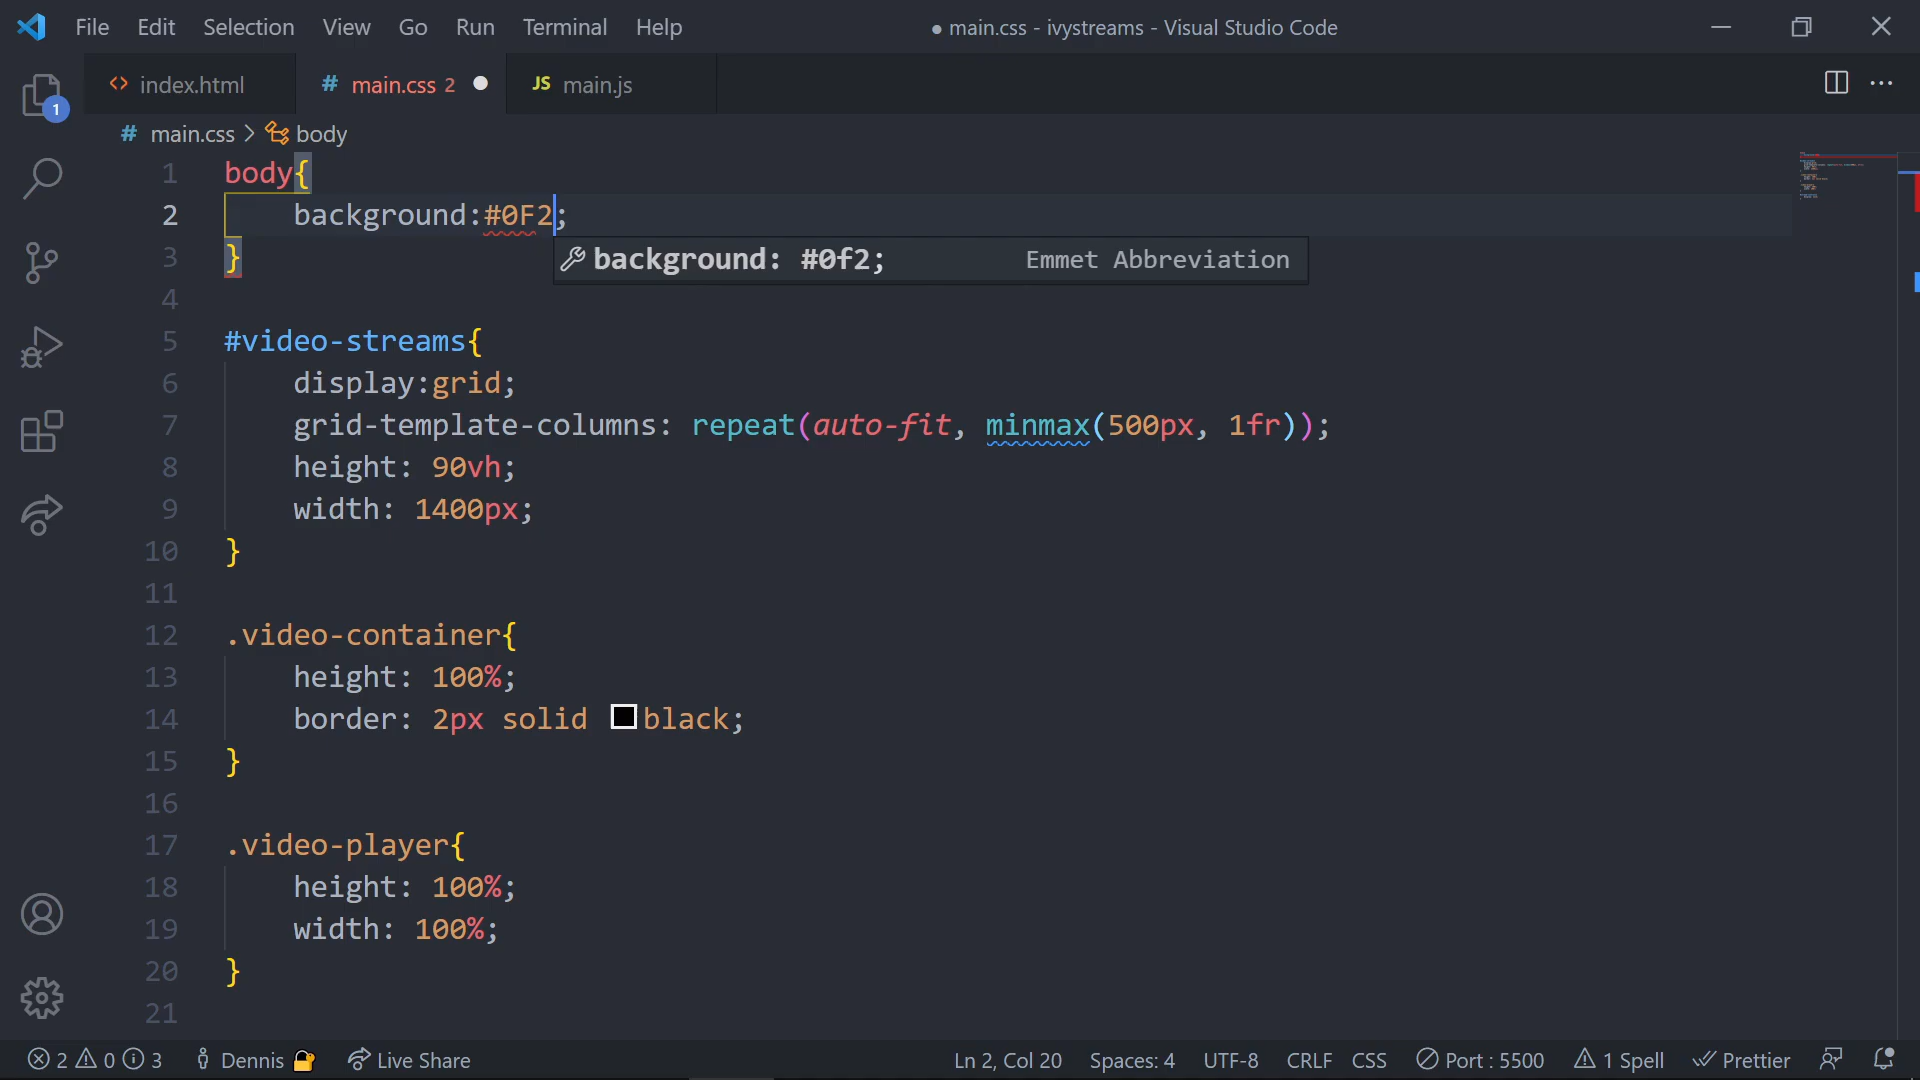 File Edit Selection View Go Run Terminal Help ● main.css - ivystreams - Visual Studio Code
<> index.html # main.css 2 ● JS main.js ···
1
# main.css > body
1 body{
2 background:#0F2;
background: #0f2; Emmet Abbreviation
3 }
4
5 #video-streams{
6 display:grid;
7 grid-template-columns: repeat(auto-fit, minmax(500px, 1fr));
8 height: 90vh;
9 width: 1400px;
10 }
11
12 .video-container{
13 height: 100%;
14 border: 2px solid black;
15 }
16
17 .video-player{
18 height: 100%;
19 width: 100%;
20 }
21
2 0 3 Dennis Live Share Ln 2, Col 20 Spaces: 4 UTF-8 CRLF CSS Port : 5500 1 Spell Prettier